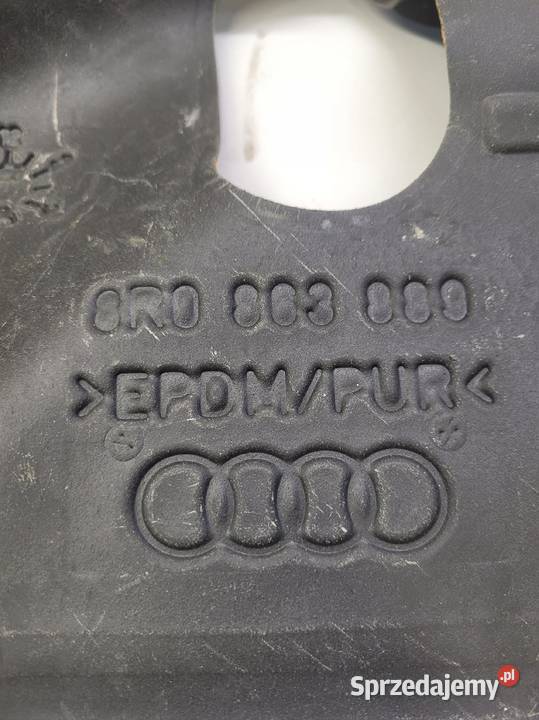 8R0 863 889
>EPDM/PUR<
Sprzedajemy.pl